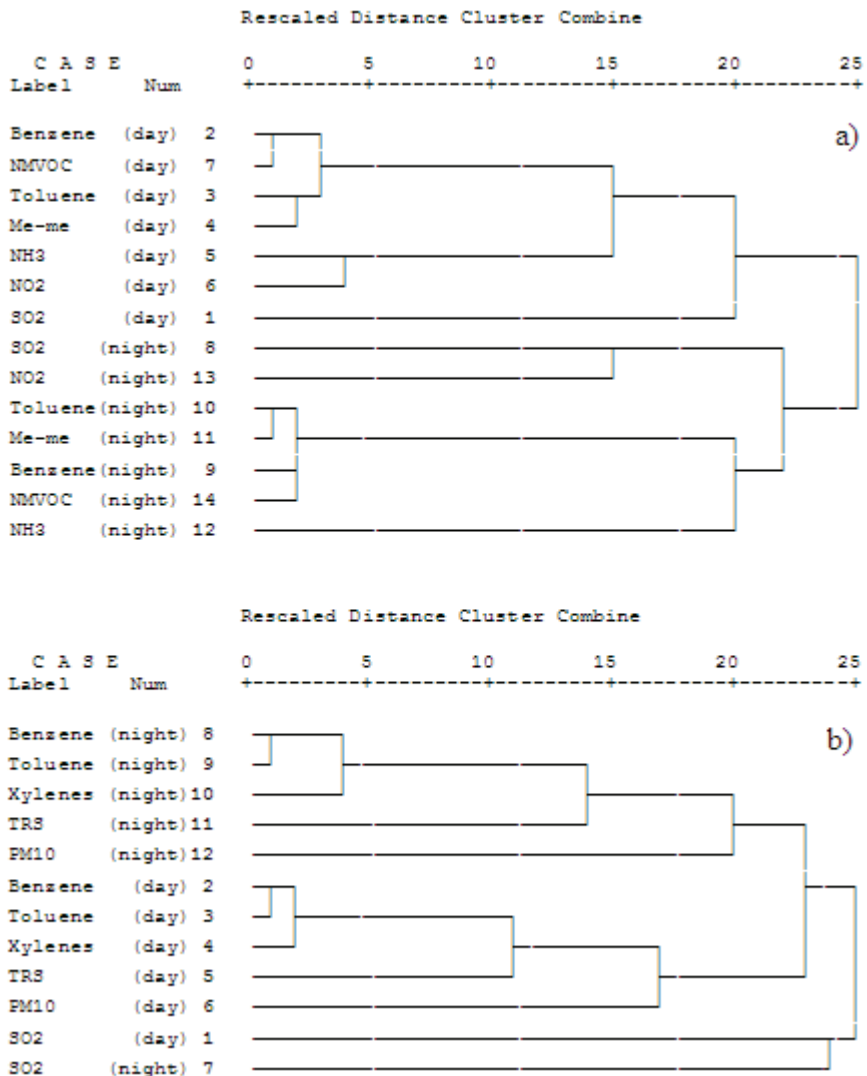 Rescaled Distance Cluster Combine
C A S E 0 5 10 15 20 25
Label Num +---------+---------+---------+---------+---------+
Benzene (day) 2 a)
NMVOC (day) 7
Toluene (day) 3
Me-me (day) 4
NH3 (day) 5
NO2 (day) 6
SO2 (day) 1
SO2 (night) 8
NO2 (night) 13
Toluene(night) 10
Me-me (night) 11
Benzene(night) 9
NMVOC (night) 14
NH3 (night) 12
Rescaled Distance Cluster Combine
C A S E 0 5 10 15 20 25
Label Num +---------+---------+---------+---------+---------+
Benzene (night) 8 b)
Toluene (night) 9
Xylenes (night)10
TRS (night)11
PM10 (night)12
Benzene (day) 2
Toluene (day) 3
Xylenes (day) 4
TRS (day) 5
PM10 (day) 6
SO2 (day) 1
SO2 (night) 7